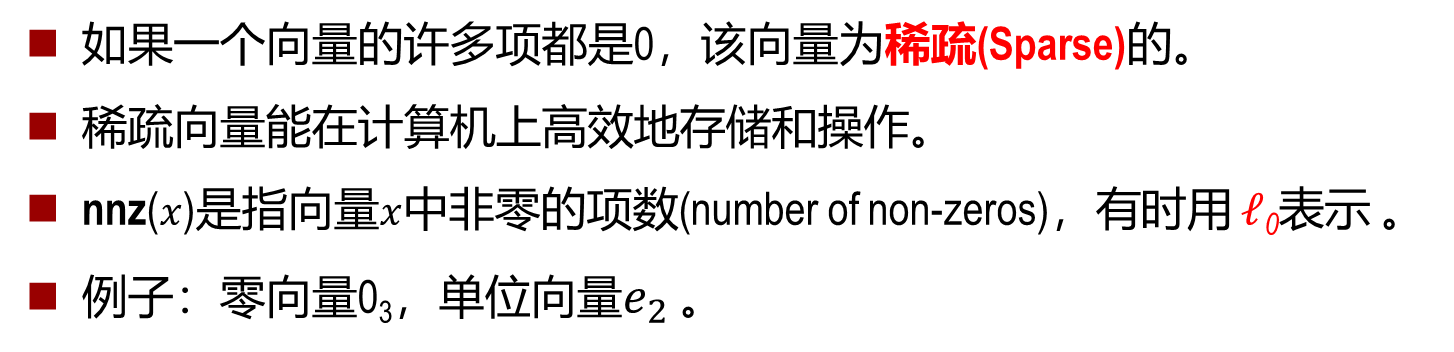 ■ 如果一个向量的许多项都是0，该向量为稀疏(Sparse)的。
■ 稀疏向量能在计算机上高效地存储和操作。
■ nnz(𝑥)是指向量𝑥中非零的项数(number of non-zeros)，有时用 ℓ₀表示 。
■ 例子：零向量0₃，单位向量𝑒₂ 。